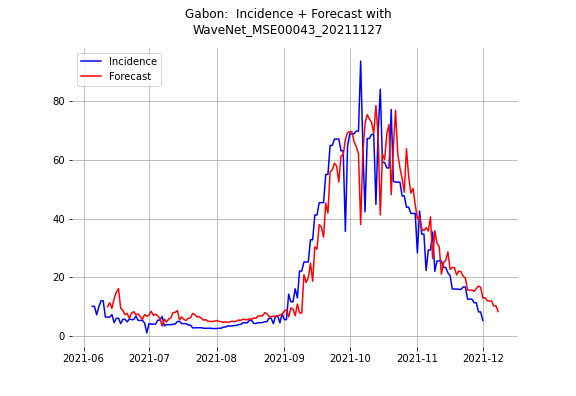 Gabon:  Incidence + Forecast with
WaveNet_MSE00043_20211127
Incidence
Forecast
80
60
40
20
0
2021-06 2021-07 2021-08 2021-09 2021-10 2021-11 2021-12